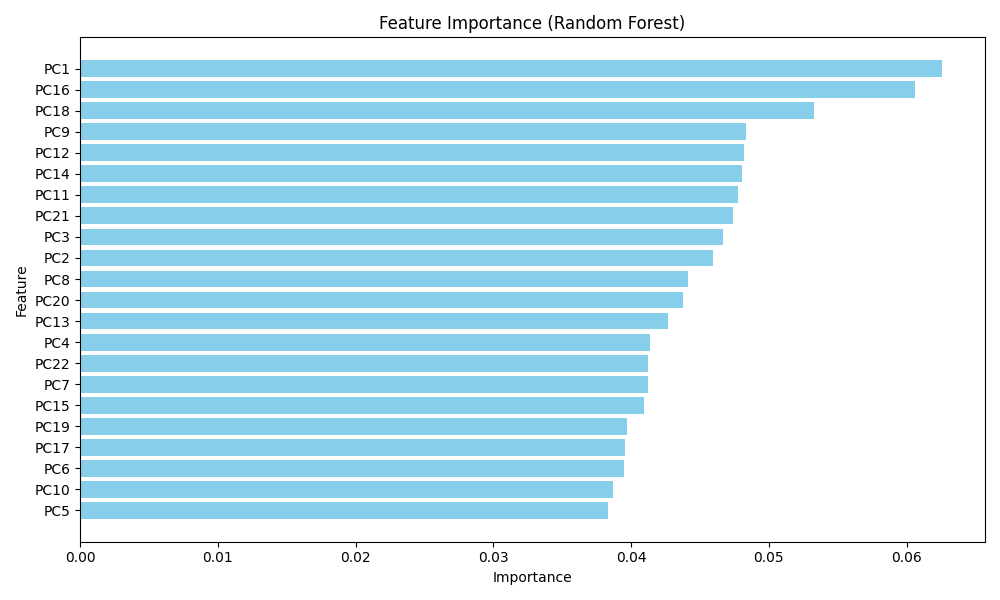 Feature Importance (Random Forest)
Feature
PC1
PC16
PC18
PC9
PC12
PC14
PC11
PC21
PC3
PC2
PC8
PC20
PC13
PC4
PC22
PC7
PC15
PC19
PC17
PC6
PC10
PC5
0.00 0.01 0.02 0.03 0.04 0.05 0.06
Importance